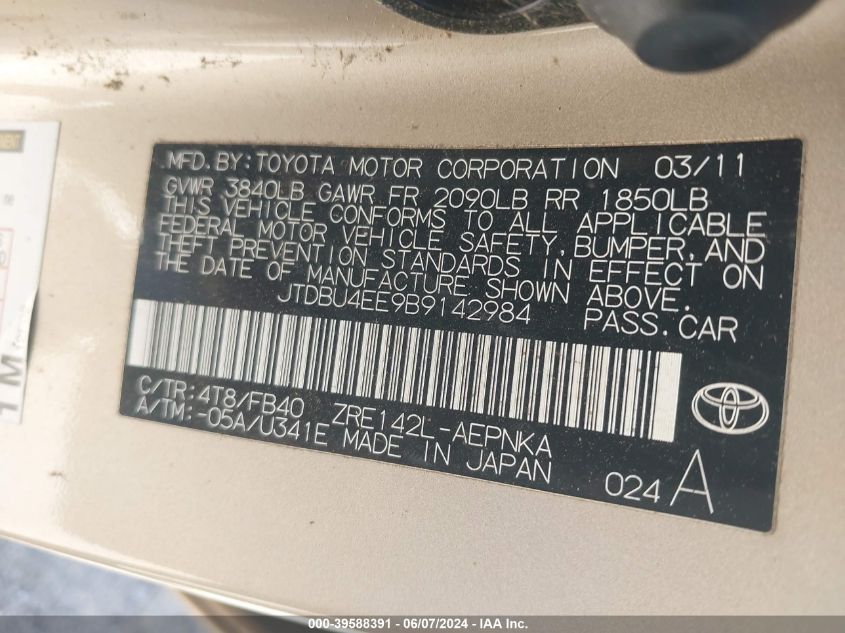 MFD. BY: TOYOTA MOTOR CORPORATION 03/11
GVWR 3840LB GAWR FR 2090LB RR 1850LB
THIS VEHICLE CONFORMS TO ALL APPLICABLE
FEDERAL MOTOR VEHICLE SAFETY, BUMPER, AND
THEFT PREVENTION STANDARDS IN EFFECT ON
THE DATE OF MANUFACTURE SHOWN ABOVE.
JTDBU4EE9B9142984 PASS. CAR
C/TR: 4T8/FB40 ZRE142L-AEPNKA
A/TM: -05A/U341E MADE IN JAPAN
024 A
000-39588391 - 06/07/2024 - IAA Inc.